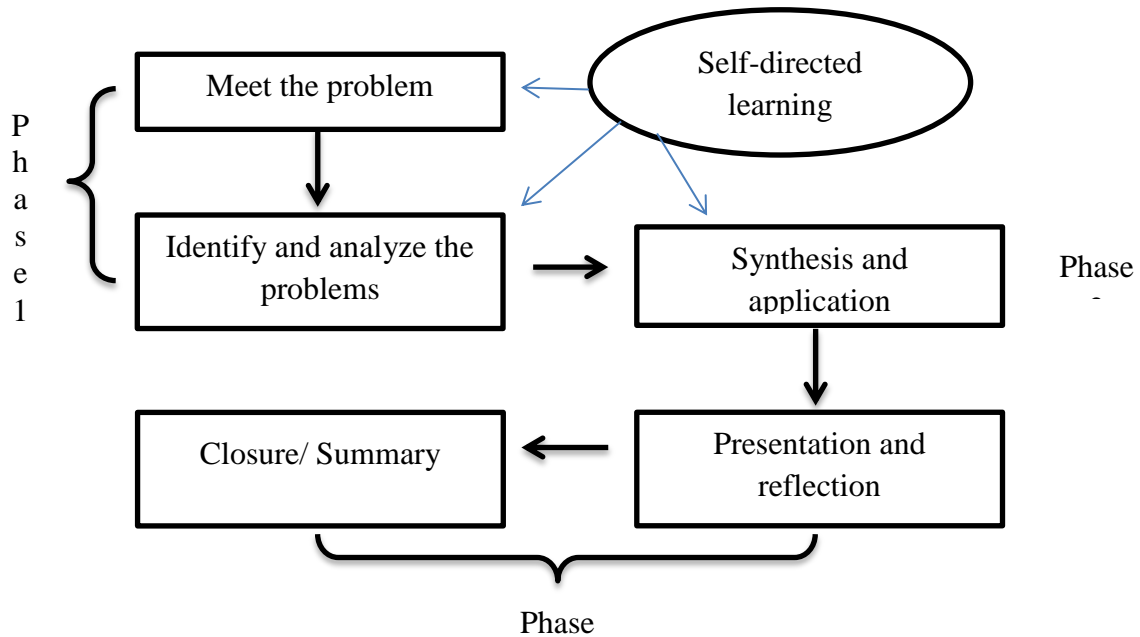 Meet the problem
Self-directed
learning
P
h
a
s
e
1
Identify and analyze the
problems
Synthesis and
application
Phase
Closure/ Summary
Presentation and
reflection
Phase